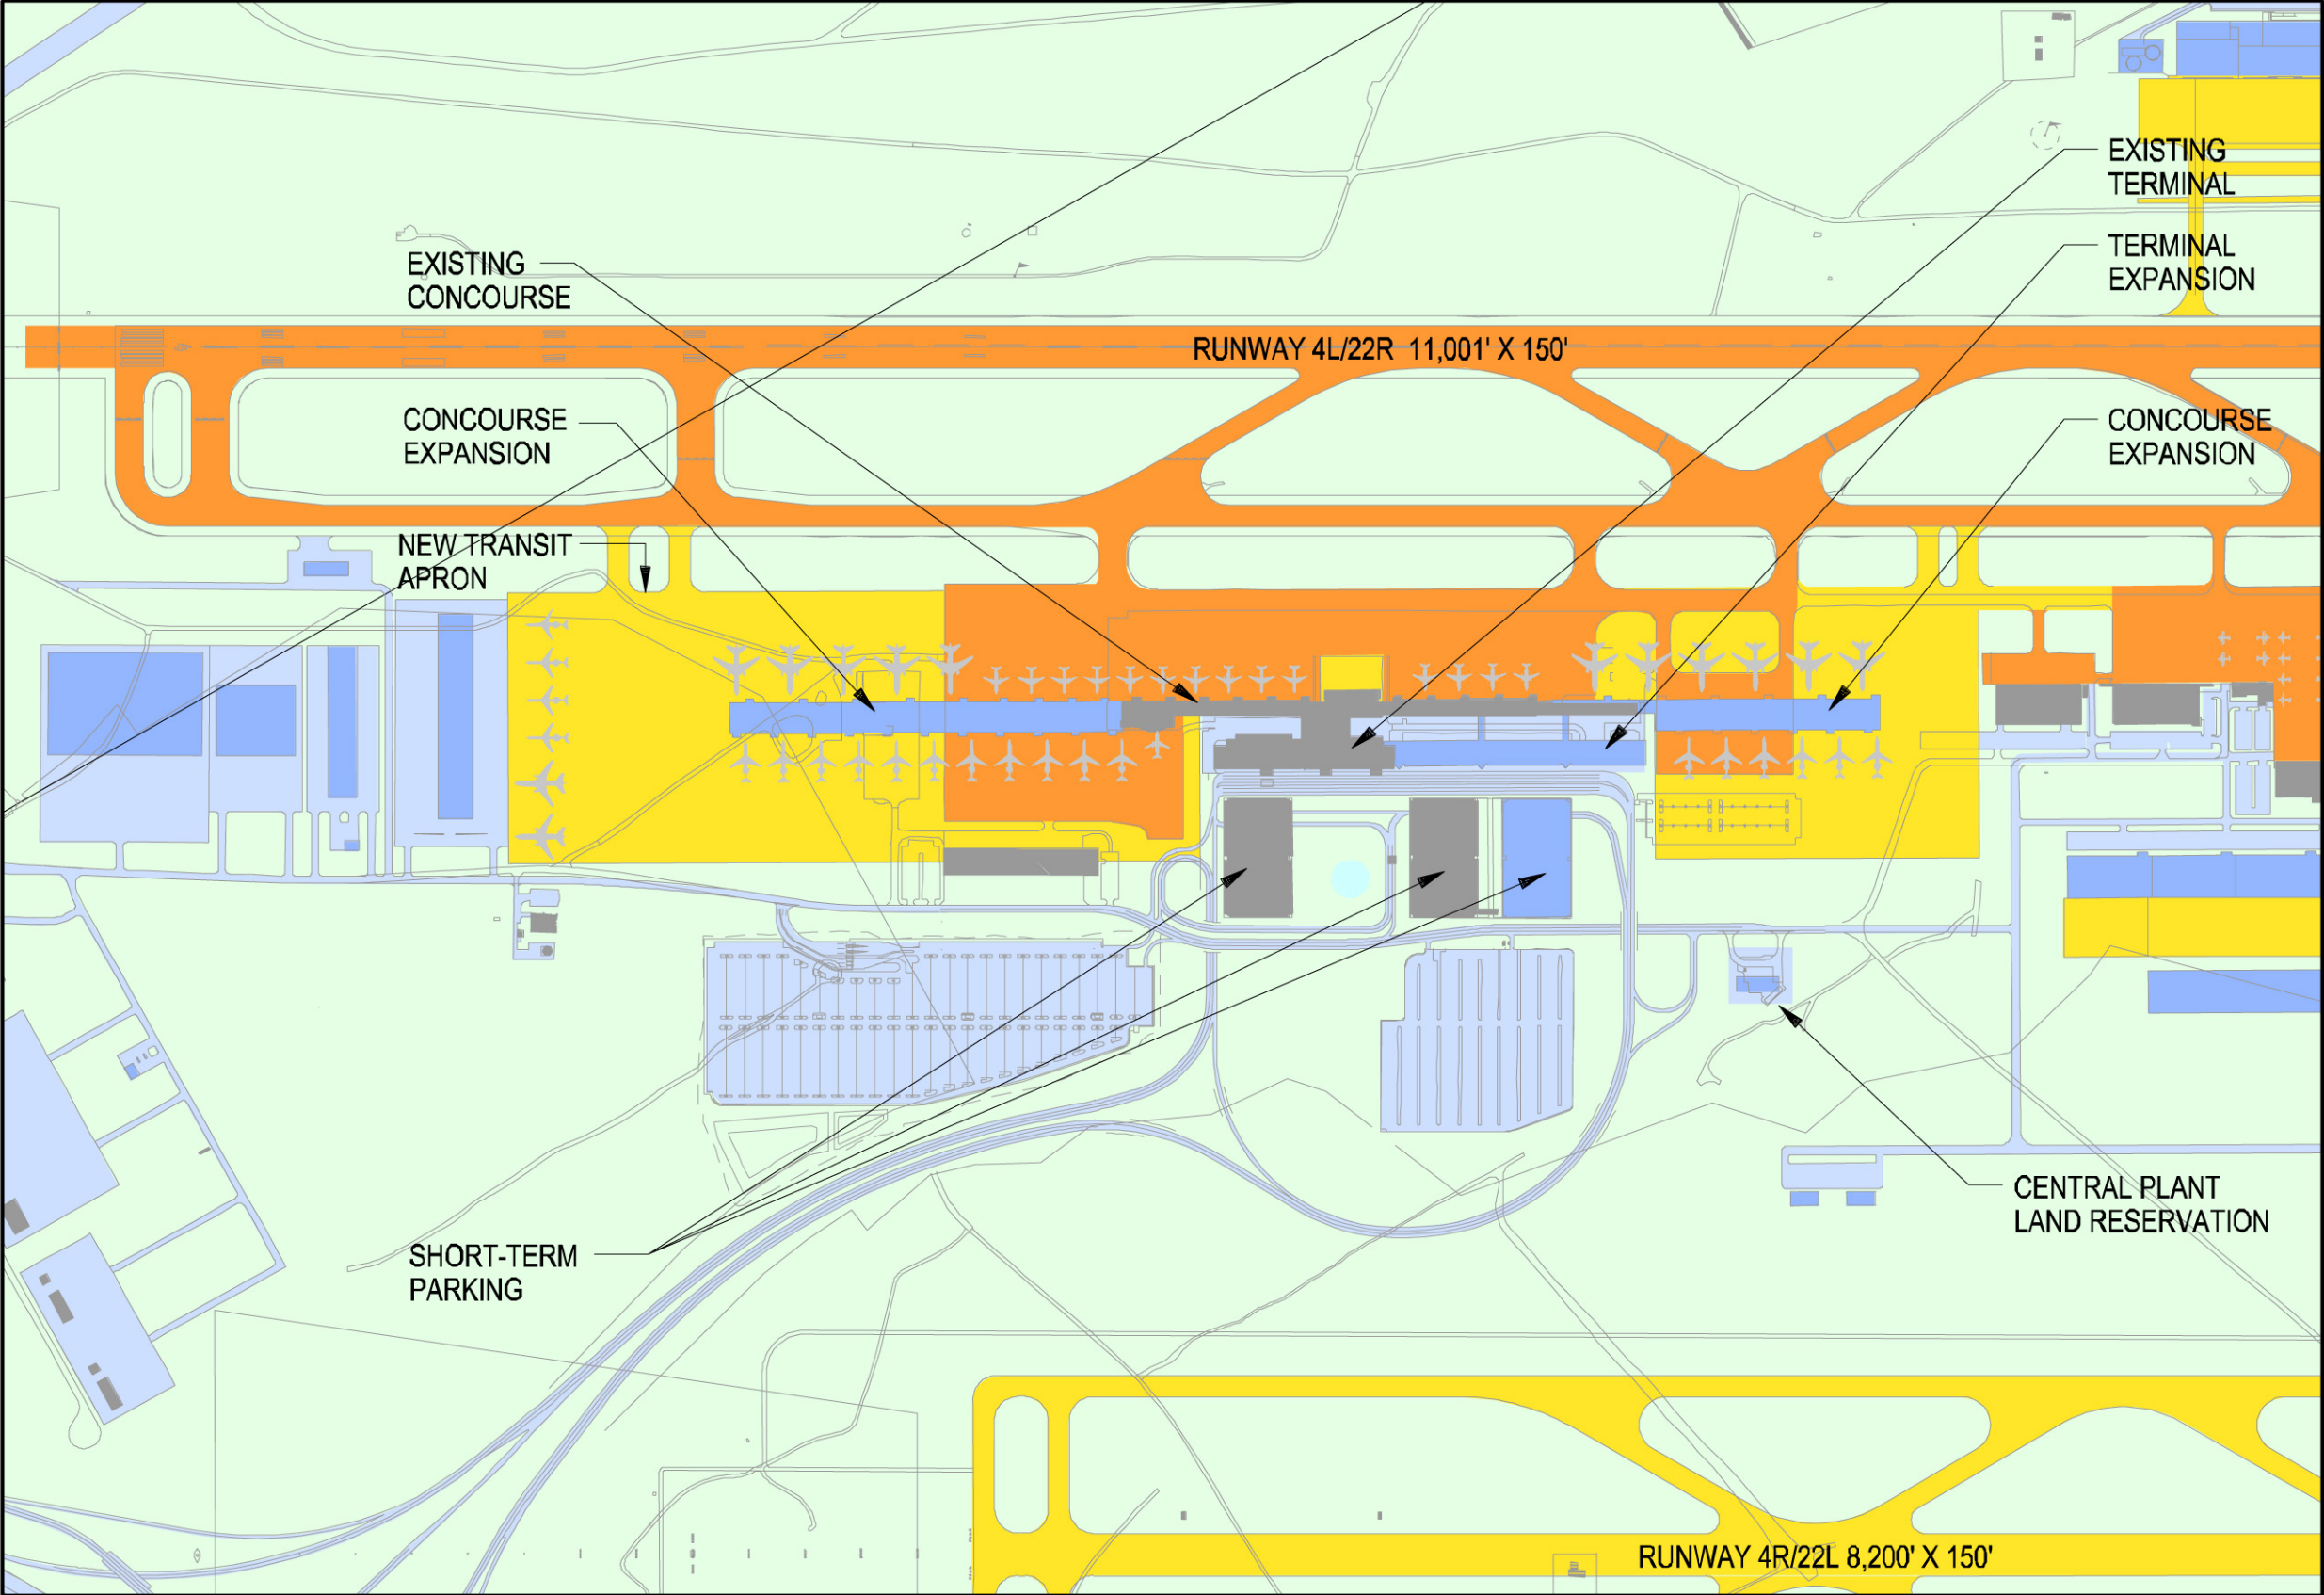 EXISTING
TERMINAL
TERMINAL
EXPANSION
EXISTING
CONCOURSE
RUNWAY 4L/22R 11,001' X 150'
CONCOURSE
EXPANSION
CONCOURSE
EXPANSION
NEW TRANSIT
APRON
CENTRAL PLANT
LAND RESERVATION
SHORT-TERM
PARKING
RUNWAY 4R/22L 8,200' X 150'